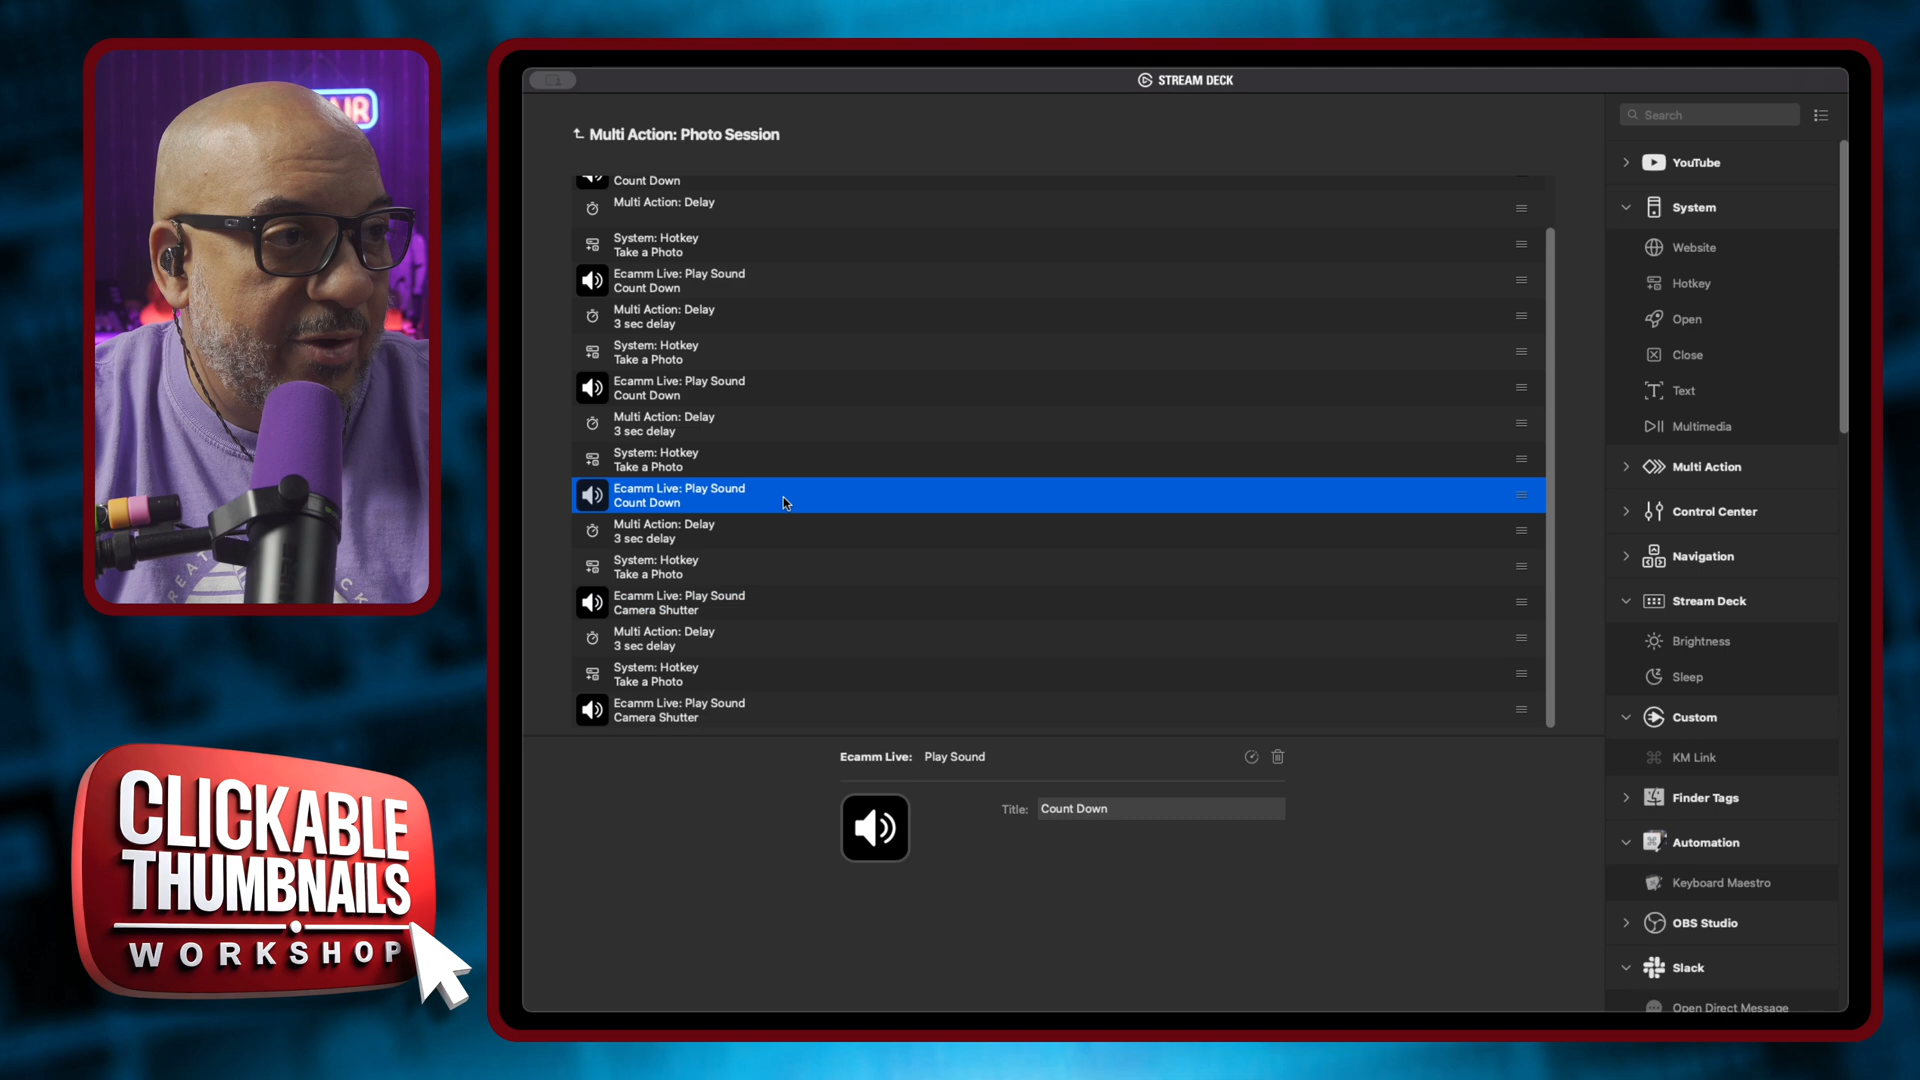 AIR
CREAT
CK
CLICKABLE
THUMBNAILS
WORKSHOP
STREAM DECK
Multi Action: Photo Session
Count Down
Multi Action: Delay
System: Hotkey
Take a Photo
Ecamm Live: Play Sound
Count Down
Multi Action: Delay
3 sec delay
System: Hotkey
Take a Photo
Ecamm Live: Play Sound
Count Down
Multi Action: Delay
3 sec delay
System: Hotkey
Take a Photo
Ecamm Live: Play Sound
Count Down
Multi Action: Delay
3 sec delay
System: Hotkey
Take a Photo
Ecamm Live: Play Sound
Camera Shutter
Multi Action: Delay
3 sec delay
System: Hotkey
Take a Photo
Ecamm Live: Play Sound
Camera Shutter
Ecamm Live: Play Sound
Title: Count Down
Search
YouTube
System
Website
Hotkey
Open
Close
Text
Multimedia
Multi Action
Control Center
Navigation
Stream Deck
Brightness
Sleep
Custom
KM Link
Finder Tags
Automation
Keyboard Maestro
OBS Studio
Slack
Open Direct Message